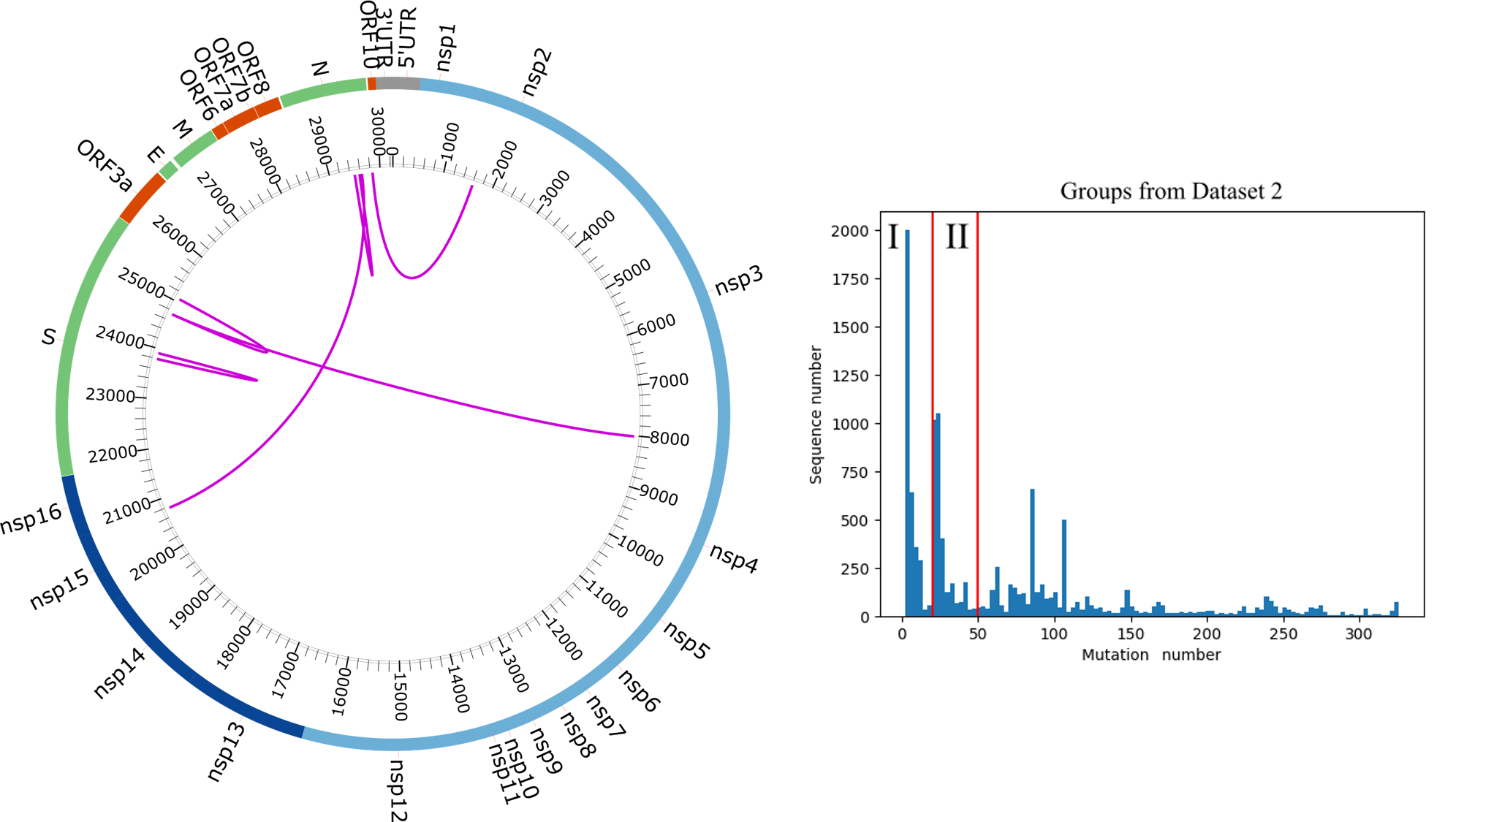 ORF10
3'UTR
5'UTR
nsp1
nsp2
nsp3
nsp4
nsp5
nsp6
nsp7
nsp8
nsp9
nsp10
nsp11
nsp12
nsp13
nsp14
nsp15
nsp16
S
ORF3a
E
M
ORF6
ORF7a
ORF7b
ORF8
N
0
1000
2000
3000
4000
5000
6000
7000
8000
9000
10000
11000
12000
13000
14000
15000
16000
17000
18000
19000
20000
21000
22000
23000
24000
25000
26000
27000
28000
29000
30000
Groups from Dataset 2
I II
Sequence number
2000
1750
1500
1250
1000
750
500
250
0
0 50 100 150 200 250 300
Mutation number